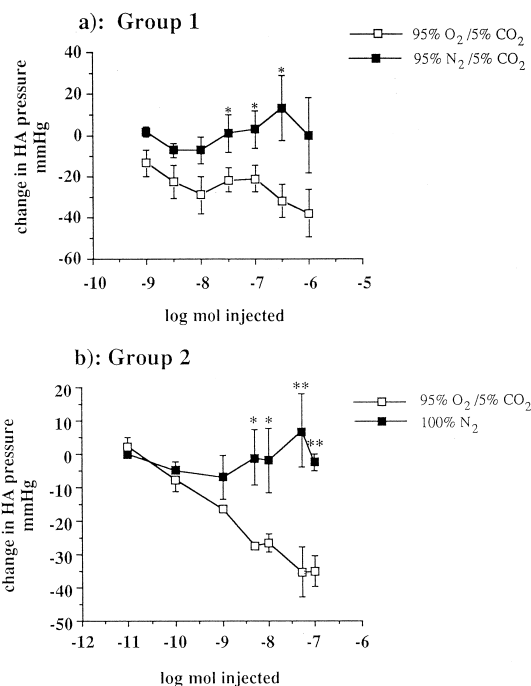 a): Group 1
95% O2/5% CO2
95% N2/5% CO2
change in HA pressure
mmHg
40
20
0
-20
-40
-60
* * *
-10 -9 -8 -7 -6 -5
log mol injected
b): Group 2
95% O2/5% CO2
100% N2
change in HA pressure
mmHg
20
10
0
-10
-20
-30
-40
-50
* * ** **
-12 -11 -10 -9 -8 -7 -6
log mol injected